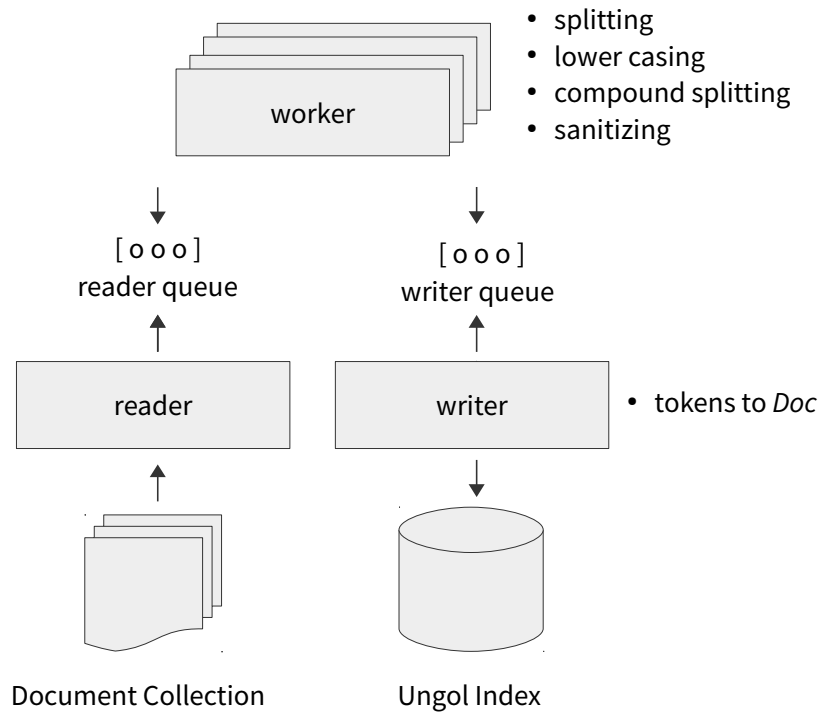 • splitting
• lower casing
• compound splitting
• sanitizing
worker
[ o o o ]
reader queue
[ o o o ]
writer queue
reader
writer
• tokens to Doc
Document Collection
Ungol Index